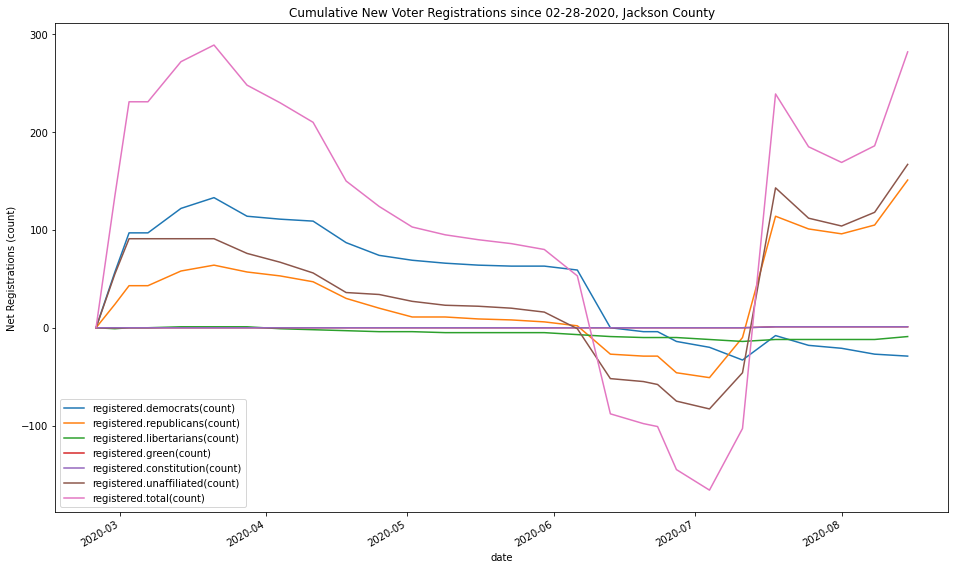 Cumulative New Voter Registrations since 02-28-2020, Jackson County
300
200
100
0
−100
Net Registrations (count)
registered.democrats(count)
registered.republicans(count)
registered.libertarians(count)
registered.green(count)
registered.constitution(count)
registered.unaffiliated(count)
registered.total(count)
2020-03
2020-04
2020-05
2020-06
2020-07
2020-08
date